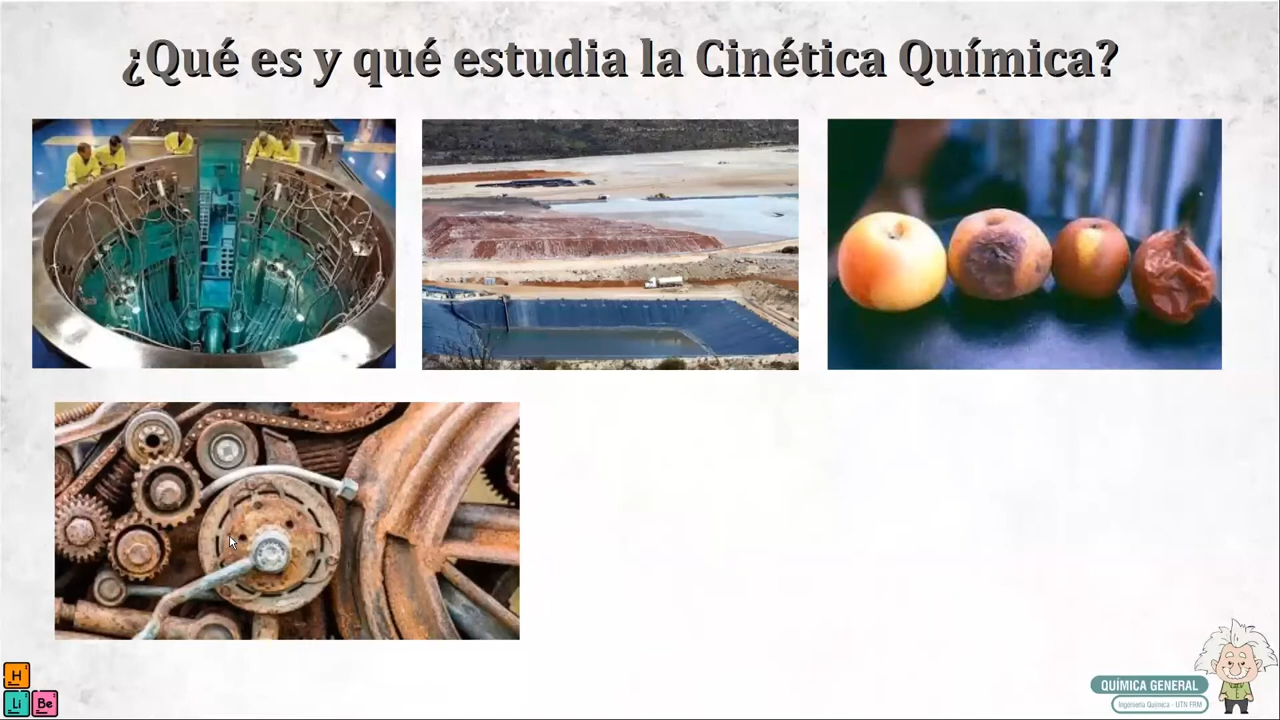 ¿Qué es y qué estudia la Cinética Química?
H
Li
Be
QUÍMICA GENERAL
Ingeniería Química - UTN FRM